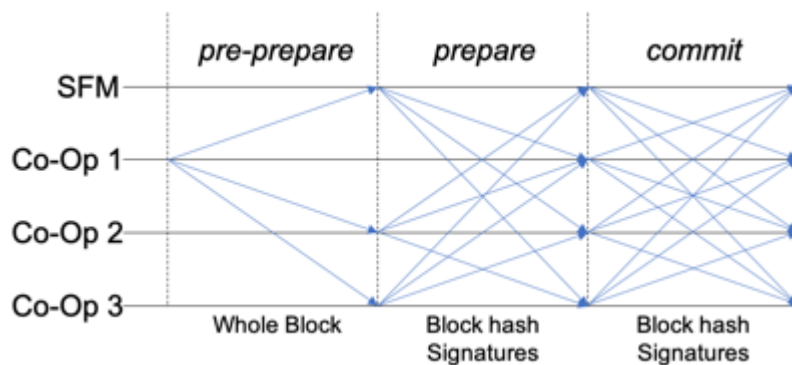 pre-prepare prepare commit
SFM
Co-Op 1
Co-Op 2
Co-Op 3
Whole Block
Block hash
Signatures
Block hash
Signatures